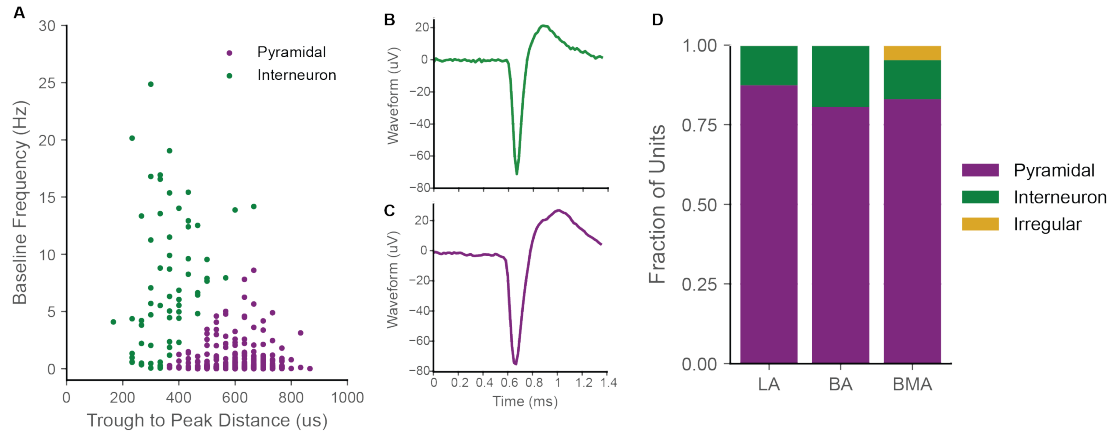 A
30
25
20
15
10
5
0
Baseline Frequency (Hz)
Pyramidal
Interneuron
0 200 400 600 800 1000
Trough to Peak Distance (us)
B
20
0
−20
−40
−60
−80
Waveform (uV)
C
20
0
−20
−40
−60
−80
Waveform (uV)
0 0.2 0.4 0.6 0.8 1 1.2 1.4
Time (ms)
D
1.00
0.75
0.50
0.25
0.00
Fraction of Units
LA BA BMA
Pyramidal
Interneuron
Irregular